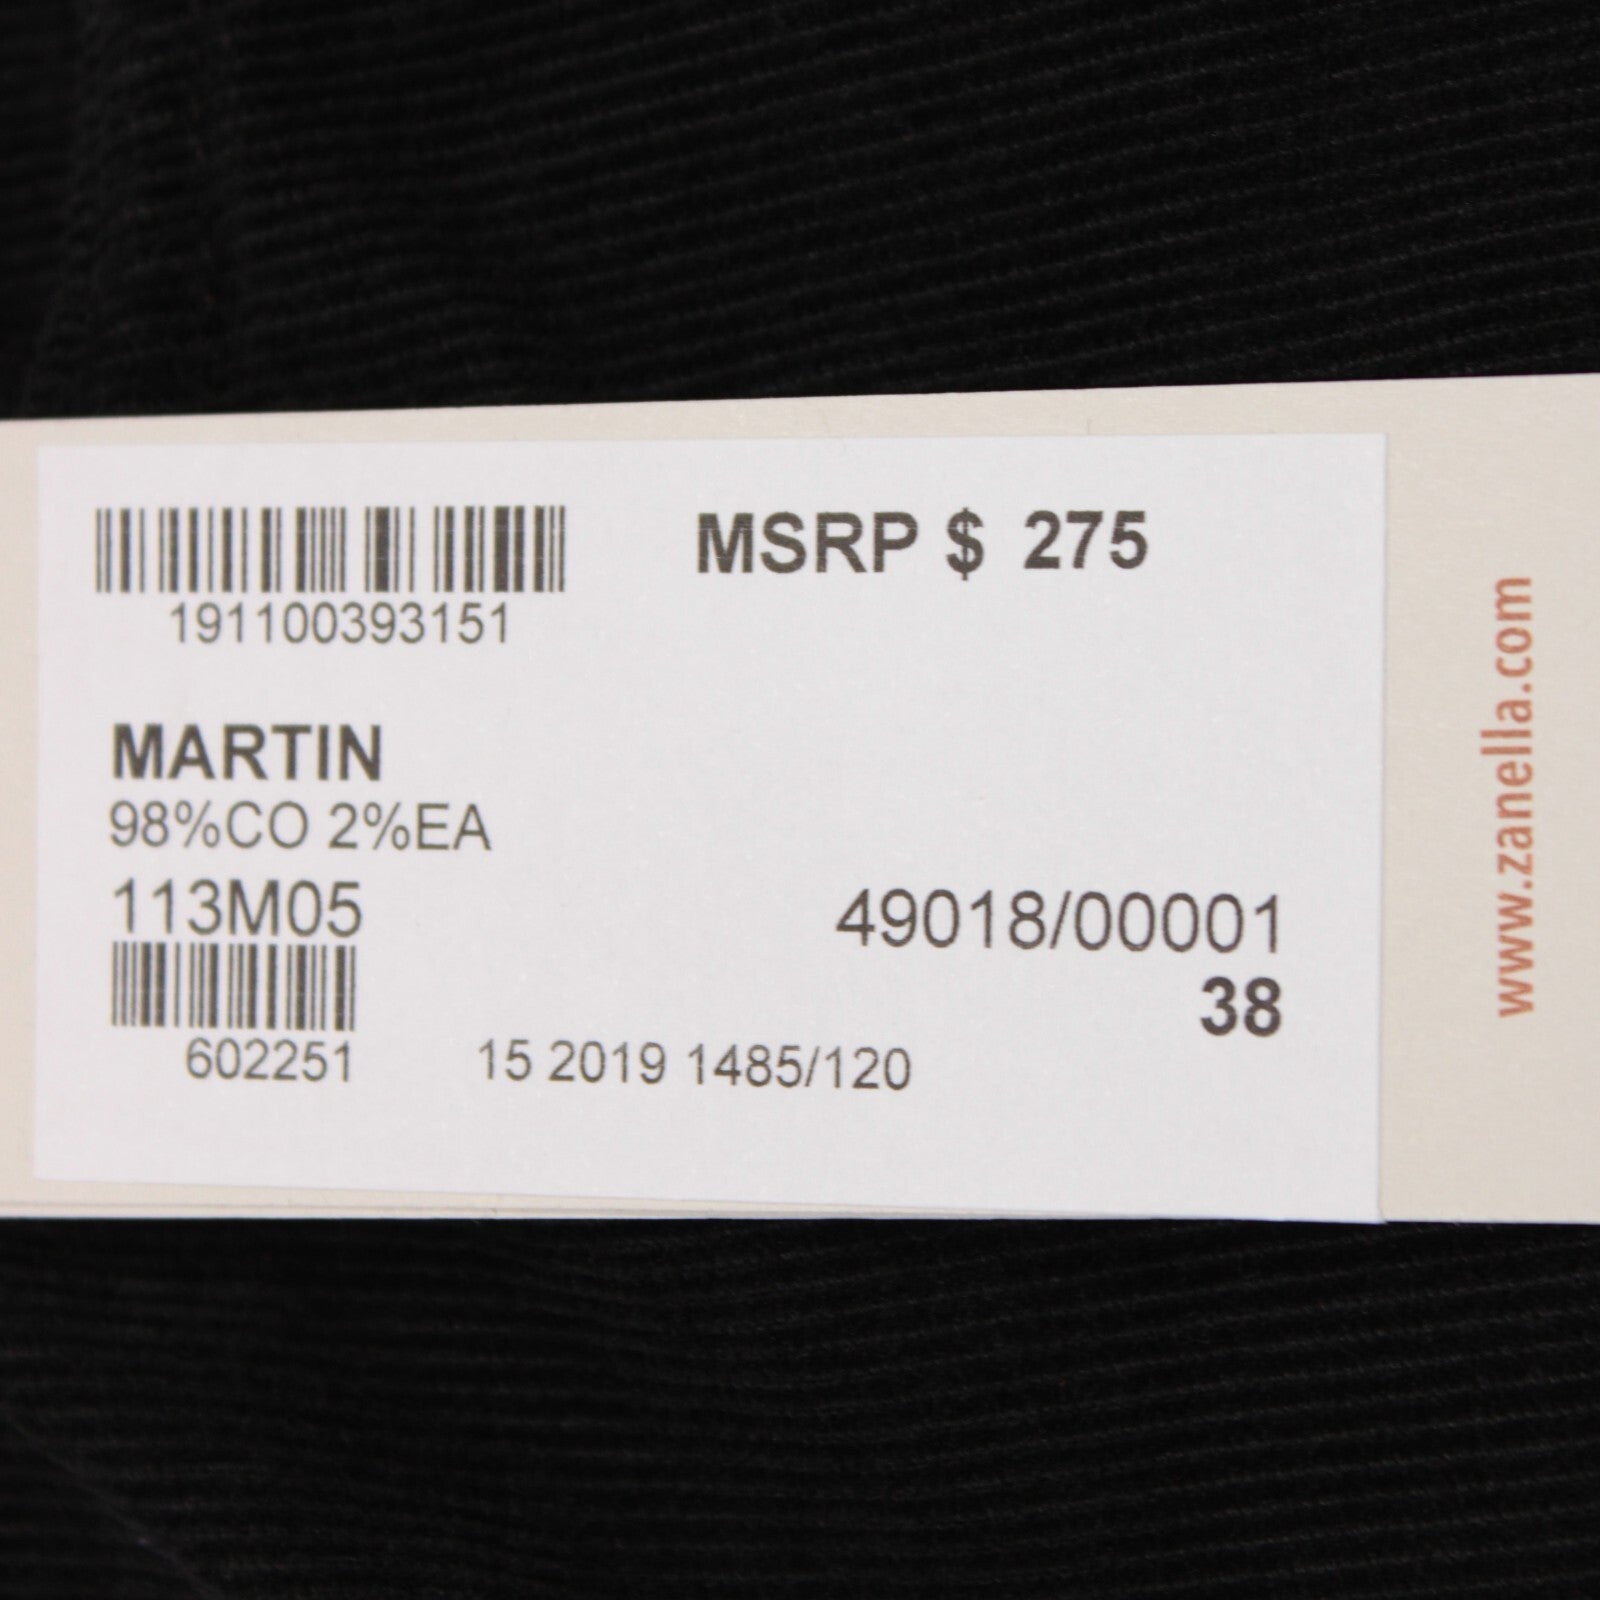 MSRP $ 275
191100393151
MARTIN
98%CO 2%EA
113M05
49018/00001
38
602251
15 2019 1485/120
www.zanella.com